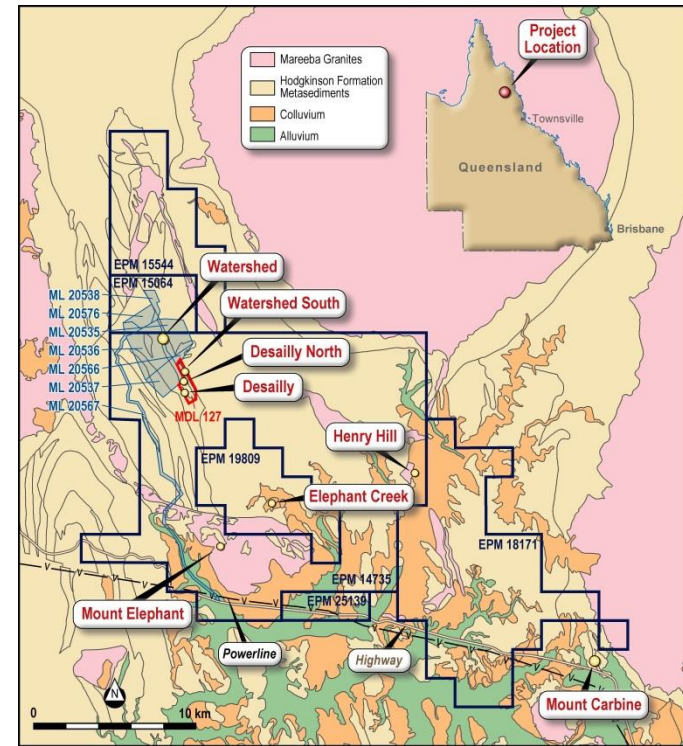 Mareeba Granites
Hodgkinson Formation
Metasediments
Colluvium
Alluvium
Project
Location
Townsville
Queensland
Brisbane
EPM 15544
EPM 15064
Watershed
Watershed South
Desailly North
Desailly
ML 20538
ML 20576
ML 20535
ML 20536
ML 20566
ML 20537
ML 20567
MDL 127
Henry Hill
EPM 19809
Elephant Creek
EPM 18171
EPM 14735
EPM 25139
Mount Elephant
Powerline
Highway
Mount Carbine
V V V V V V V V V V
N
0 10 km